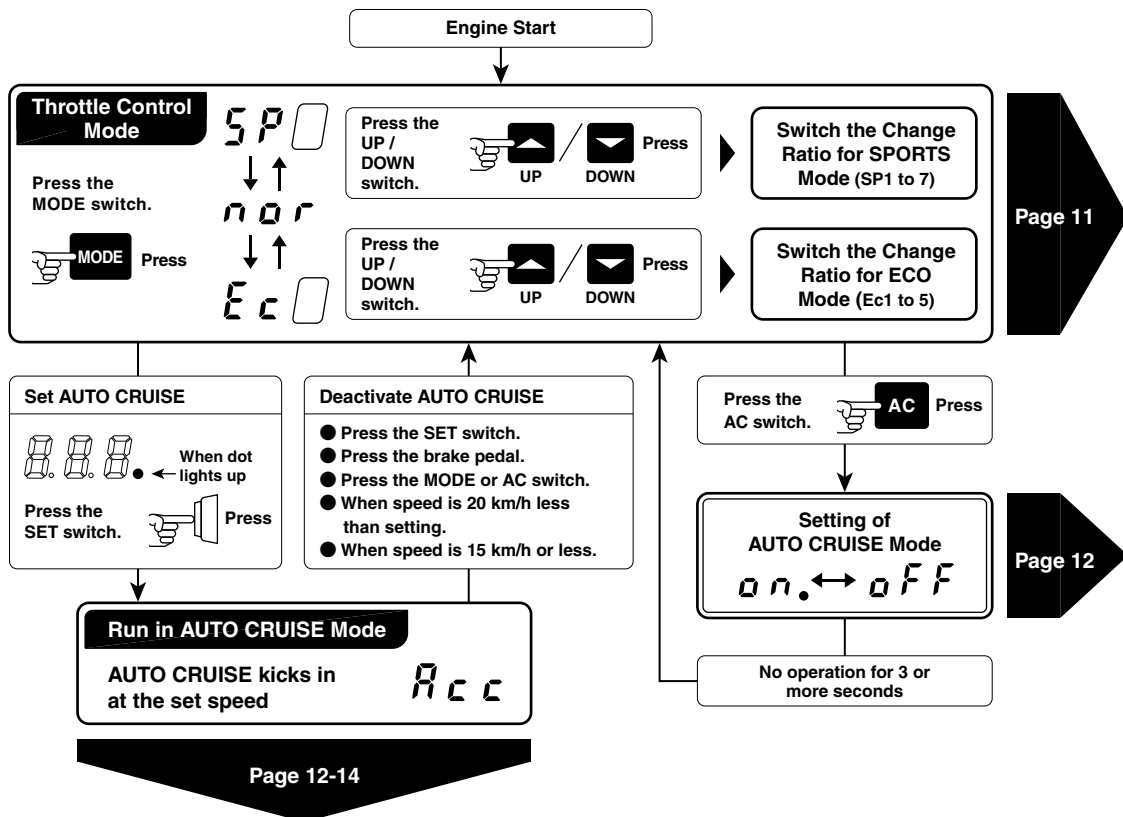 Engine Start
Throttle Control
Mode
Press the
MODE switch.
MODE
Press
SP
nor
Ec
Press the
UP /
DOWN
switch.
UP
/
DOWN
Press
Switch the Change
Ratio for SPORTS
Mode (SP1 to 7)
Press the
UP /
DOWN
switch.
UP
/
DOWN
Press
Switch the Change
Ratio for ECO
Mode (Ec1 to 5)
Page 11
Set AUTO CRUISE
8.8.8.
When dot
lights up
Press the
SET switch.
Press
Deactivate AUTO CRUISE
● Press the SET switch.
● Press the brake pedal.
● Press the MODE or AC switch.
● When speed is 20 km/h less
than setting.
● When speed is 15 km/h or less.
Press the
AC switch.
AC
Press
Setting of
AUTO CRUISE Mode
on. ↔ oFF
Page 12
No operation for 3 or
more seconds
Run in AUTO CRUISE Mode
AUTO CRUISE kicks in
at the set speed
Acc
Page 12-14